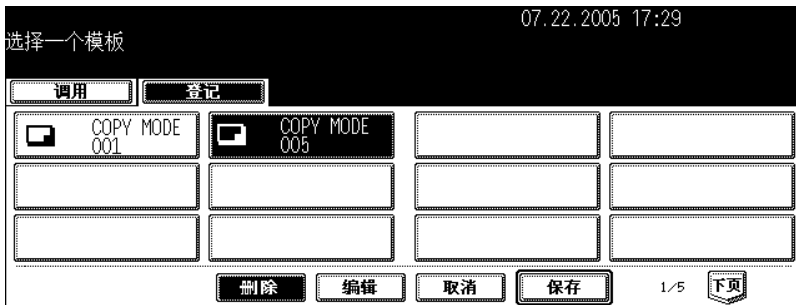 07.22.2005 17:29
选择一个模板
调用 登记
COPY MODE COPY MODE
001 005
删除 编辑 取消 保存 1/5 下页